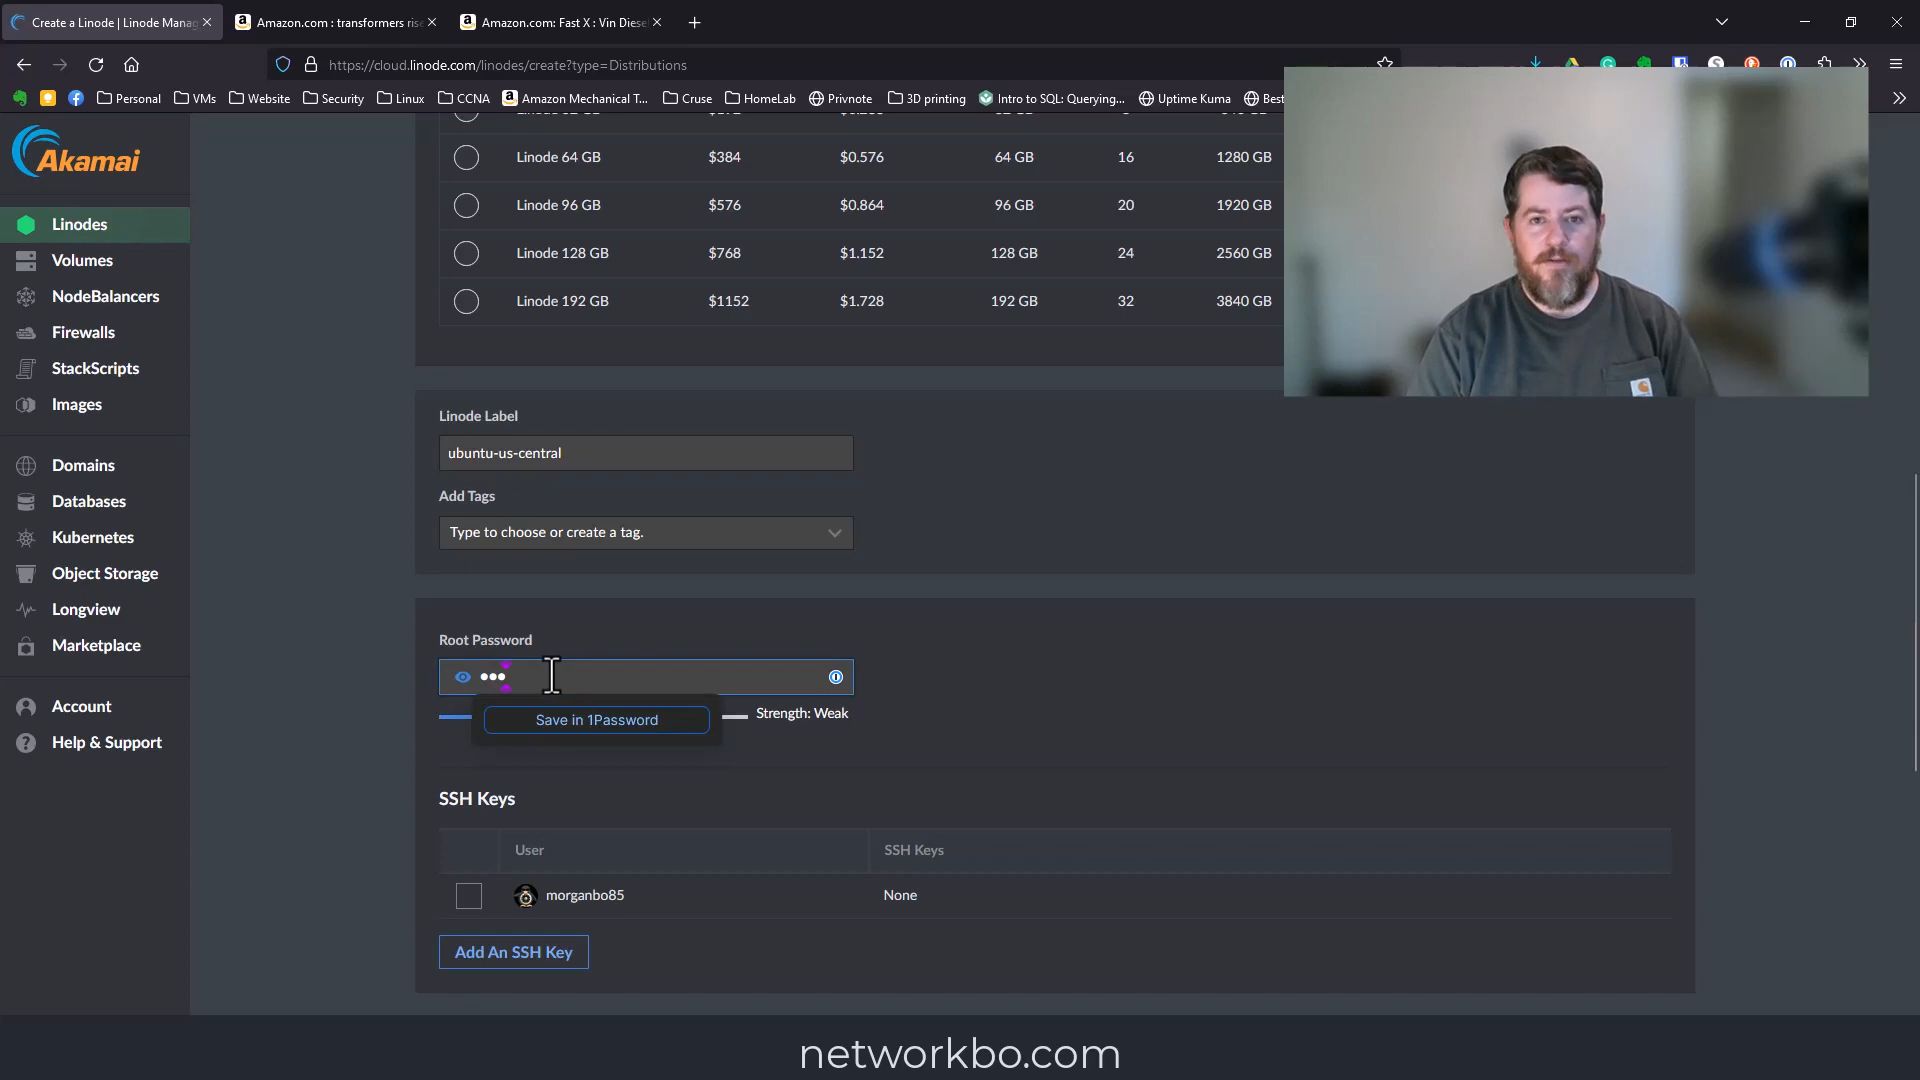 Create a Linode | Linode Manag
Amazon.com : transformers rise
Amazon.com: Fast X : Vin Diese
https://cloud.linode.com/linodes/create?type=Distributions
Personal VMs Website Security Linux CCNA Amazon Mechanical T... Cruse HomeLab Privnote 3D printing Intro to SQL: Querying,... Uptime Kuma Best
Akamai
Linodes
Volumes
NodeBalancers
Firewalls
StackScripts
Images
Domains
Databases
Kubernetes
Object Storage
Longview
Marketplace
Account
Help & Support
Linode 64 GB $384 $0.576 64 GB 16 1280 GB
Linode 96 GB $576 $0.864 96 GB 20 1920 GB
Linode 128 GB $768 $1.152 128 GB 24 2560 GB
Linode 192 GB $1152 $1.728 192 GB 32 3840 GB
Linode Label
ubuntu-us-central
Add Tags
Type to choose or create a tag.
Root Password
•••
Save in 1Password
Strength: Weak
SSH Keys
User SSH Keys
morganbo85 None
Add An SSH Key
networkbo.com